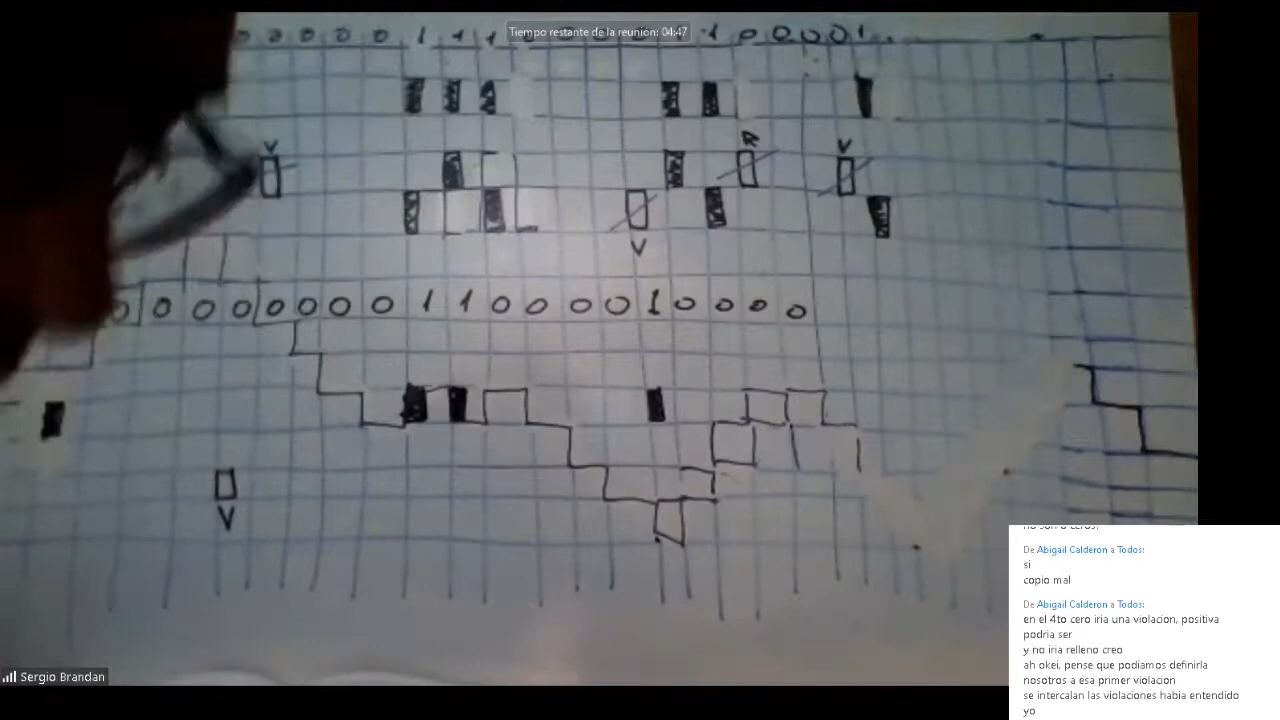 0 0 0 0 0 1 1 1
Tiempo restante de la reunión: 04:47
1 0 0 0 0 1 . .
V V
V
0 0 0 0 0 0 0 0 1 1 0 0 0 0 1 0 0 0 0
V
De Abigail Calderon a Todos:
si
copio mal
De Abigail Calderon a Todos:
en el 4to cero iria una violacion, positiva
podria ser
y no iria relleno creo
ah okei, pense que podiamos definirla
nosotros a esa primer violacion
se intercalan las violaciones habia entendido
yo
Sergio Brandan